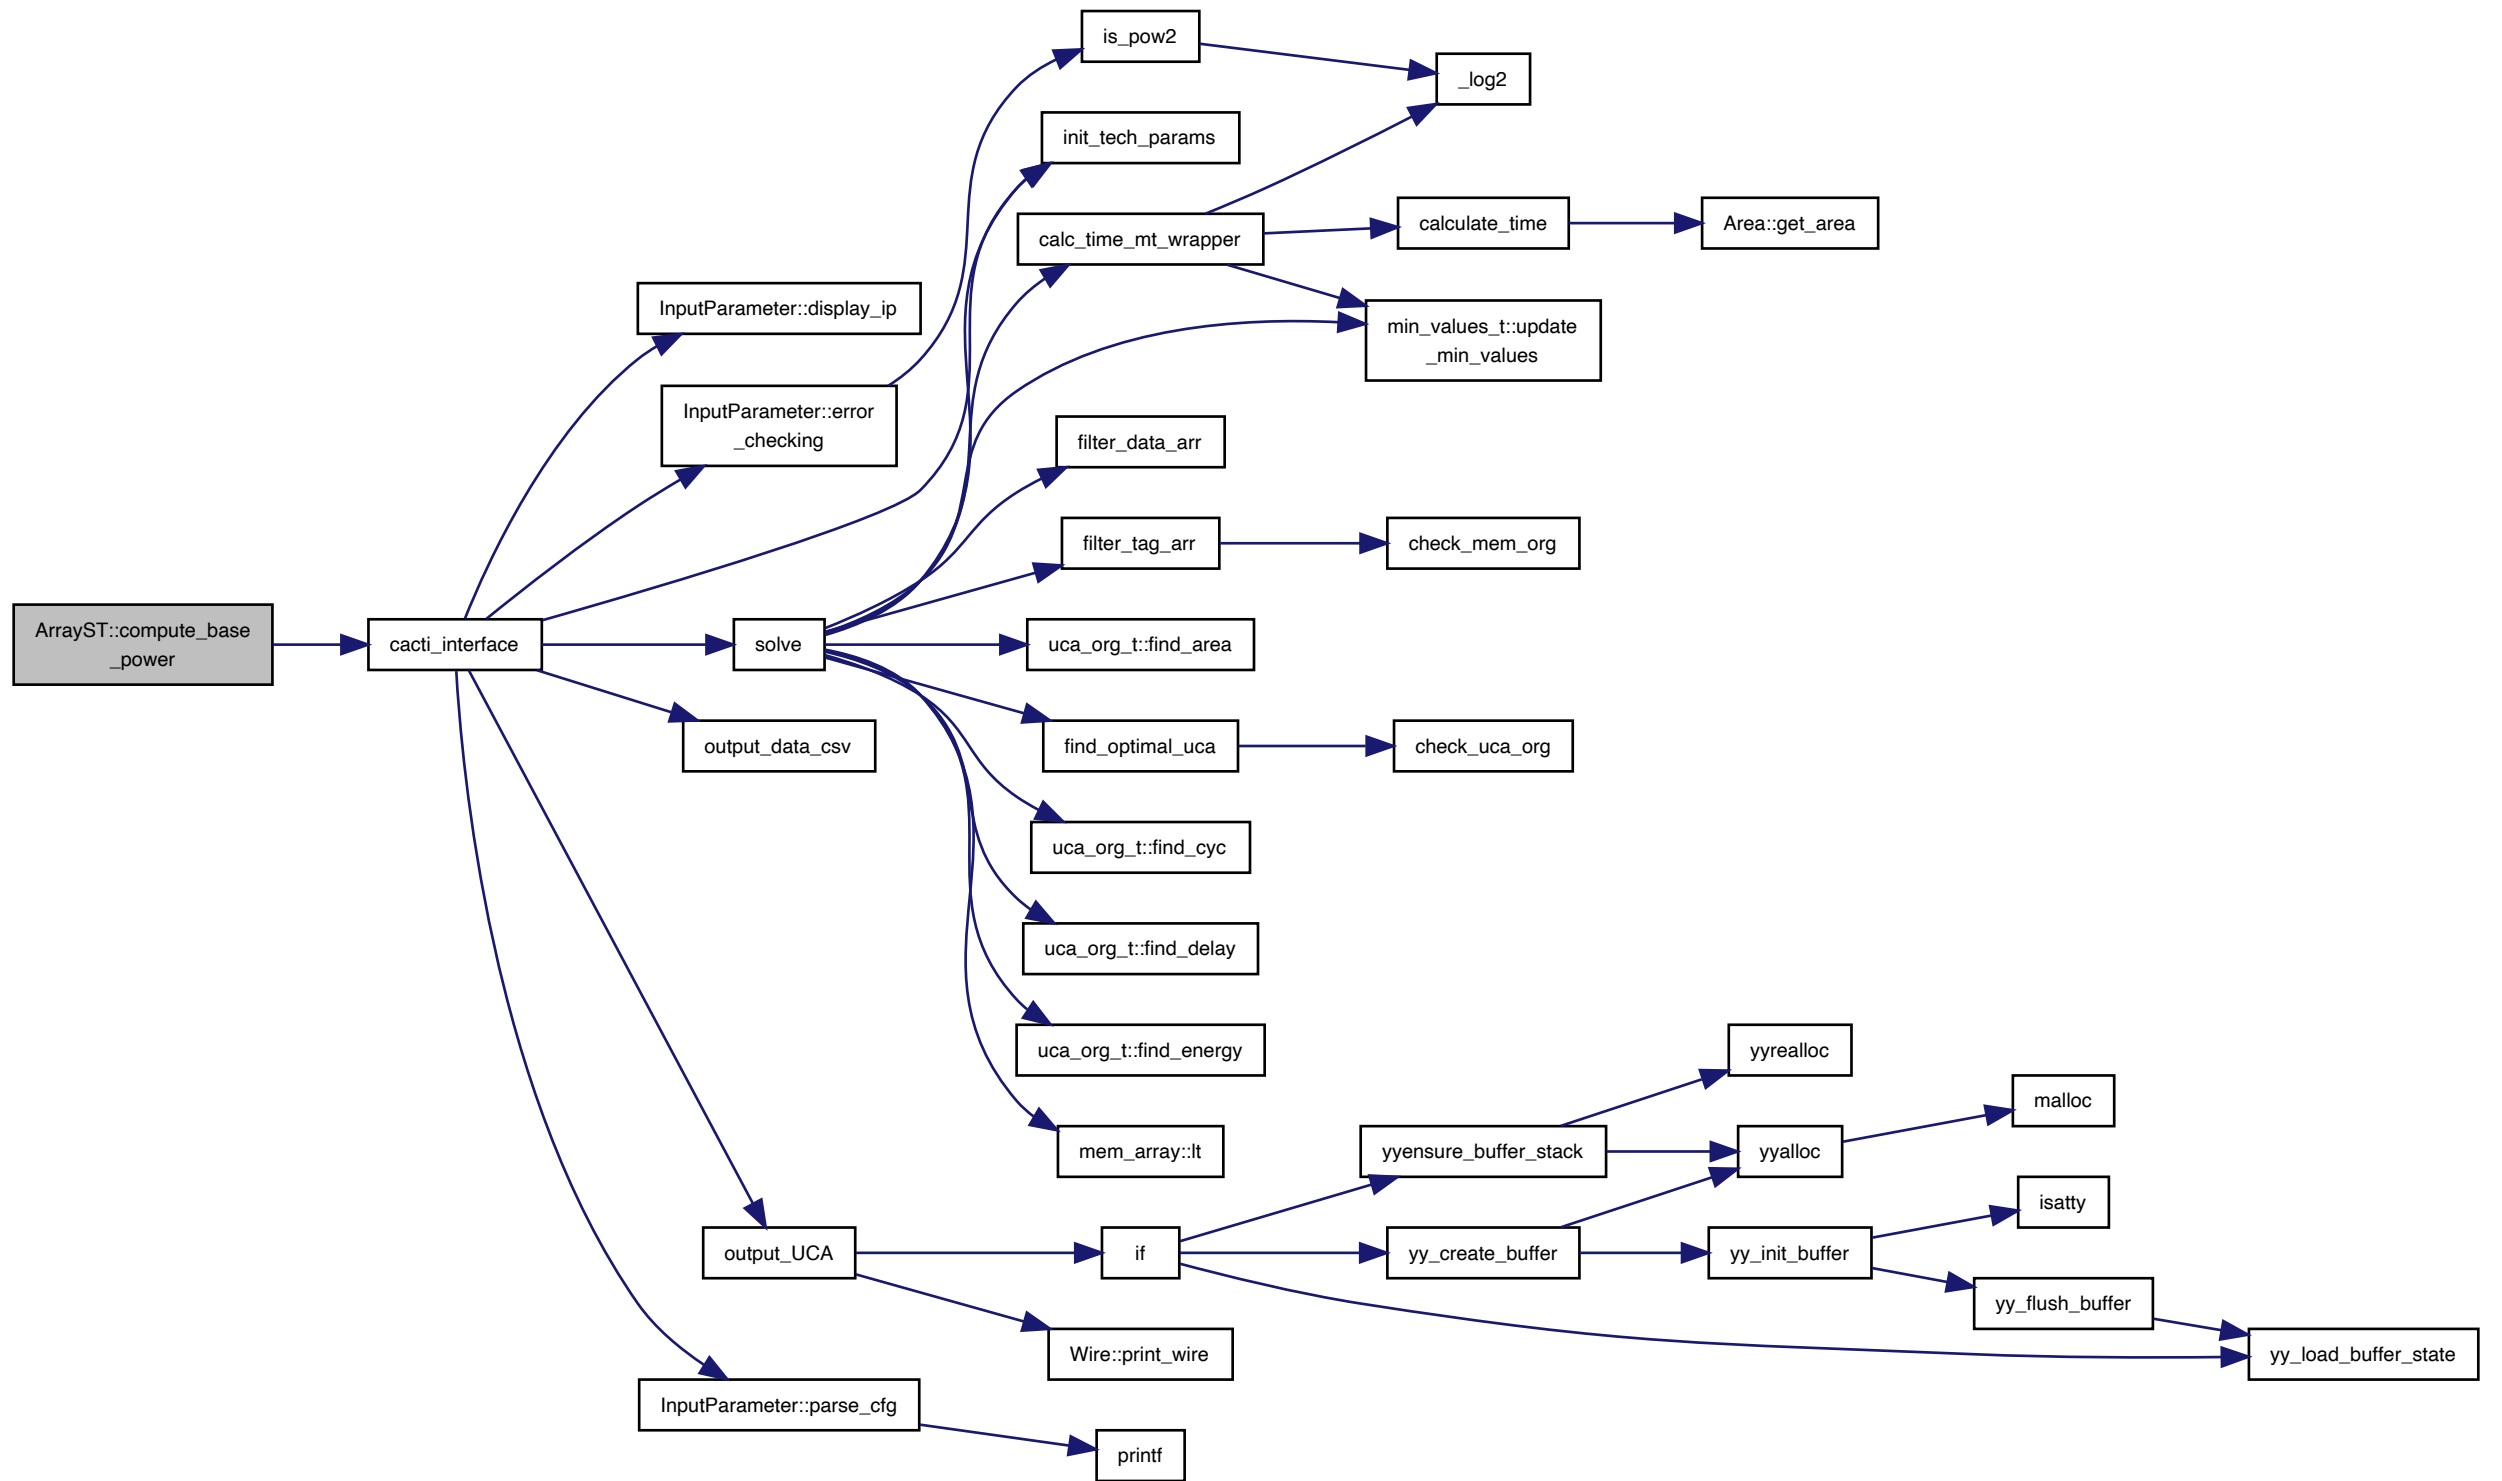 is_pow2
_log2
init_tech_params
calc_time_mt_wrapper
calculate_time
Area::get_area
InputParameter::display_ip
min_values_t::update
_min_values
InputParameter::error
_checking
filter_data_arr
filter_tag_arr
check_mem_org
ArrayST::compute_base
_power
cacti_interface
solve
uca_org_t::find_area
output_data_csv
find_optimal_uca
check_uca_org
uca_org_t::find_cyc
uca_org_t::find_delay
uca_org_t::find_energy
yyrealloc
malloc
mem_array::lt
yyensure_buffer_stack
yyalloc
isatty
output_UCA
if
yy_create_buffer
yy_init_buffer
yy_flush_buffer
Wire::print_wire
yy_load_buffer_state
InputParameter::parse_cfg
printf